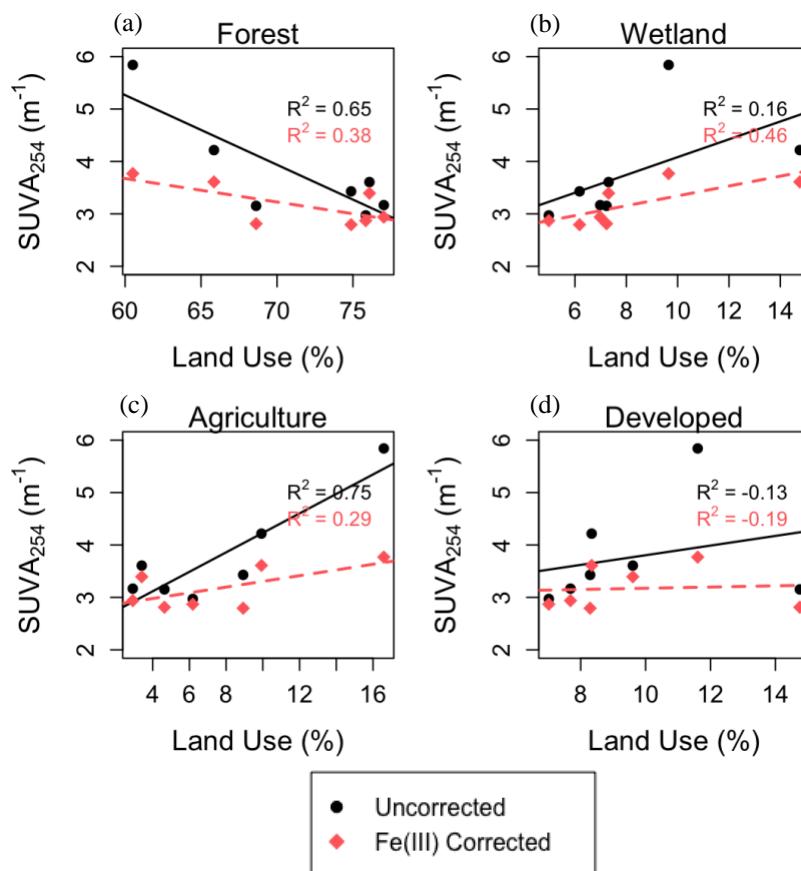 (a)
Forest
SUVA254 (m-1)
6
5
4
3
2
R2 = 0.65
R2 = 0.38
60 65 70 75
Land Use (%)
(b)
Wetland
SUVA254 (m-1)
6
5
4
3
2
R2 = 0.16
R2 = 0.46
6 8 10 12 14
Land Use (%)
(c)
Agriculture
SUVA254 (m-1)
6
5
4
3
2
R2 = 0.75
R2 = 0.29
4 6 8 10 12 16
Land Use (%)
(d)
Developed
SUVA254 (m-1)
6
5
4
3
2
R2 = -0.13
R2 = -0.19
8 10 12 14
Land Use (%)
Uncorrected
Fe(III) Corrected